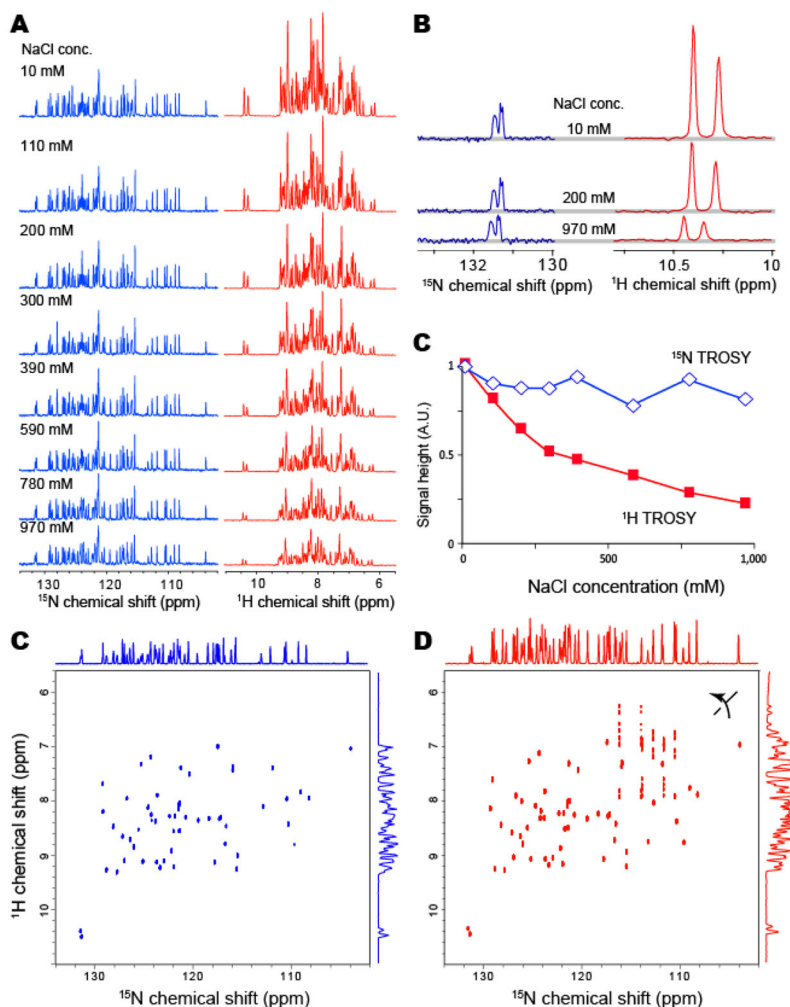 A
NaCl conc.
10 mM
110 mM
200 mM
300 mM
390 mM
590 mM
780 mM
970 mM
120 110
15N chemical shift (ppm)
10 8 6
1H chemical shift (ppm)
B
NaCl conc.
10 mM
200 mM
970 mM
132 130
15N chemical shift (ppm)
10.5 10
1H chemical shift (ppm)
C
15N TROSY
1H TROSY
1
0.5
0
Signal height (A.U.)
0 500 1,000
NaCl concentration (mM)
C
6
7
8
9
10
1H chemical shift (ppm)
130 120 110
15N chemical shift (ppm)
D
6
7
8
9
10
130 120 110
15N chemical shift (ppm)